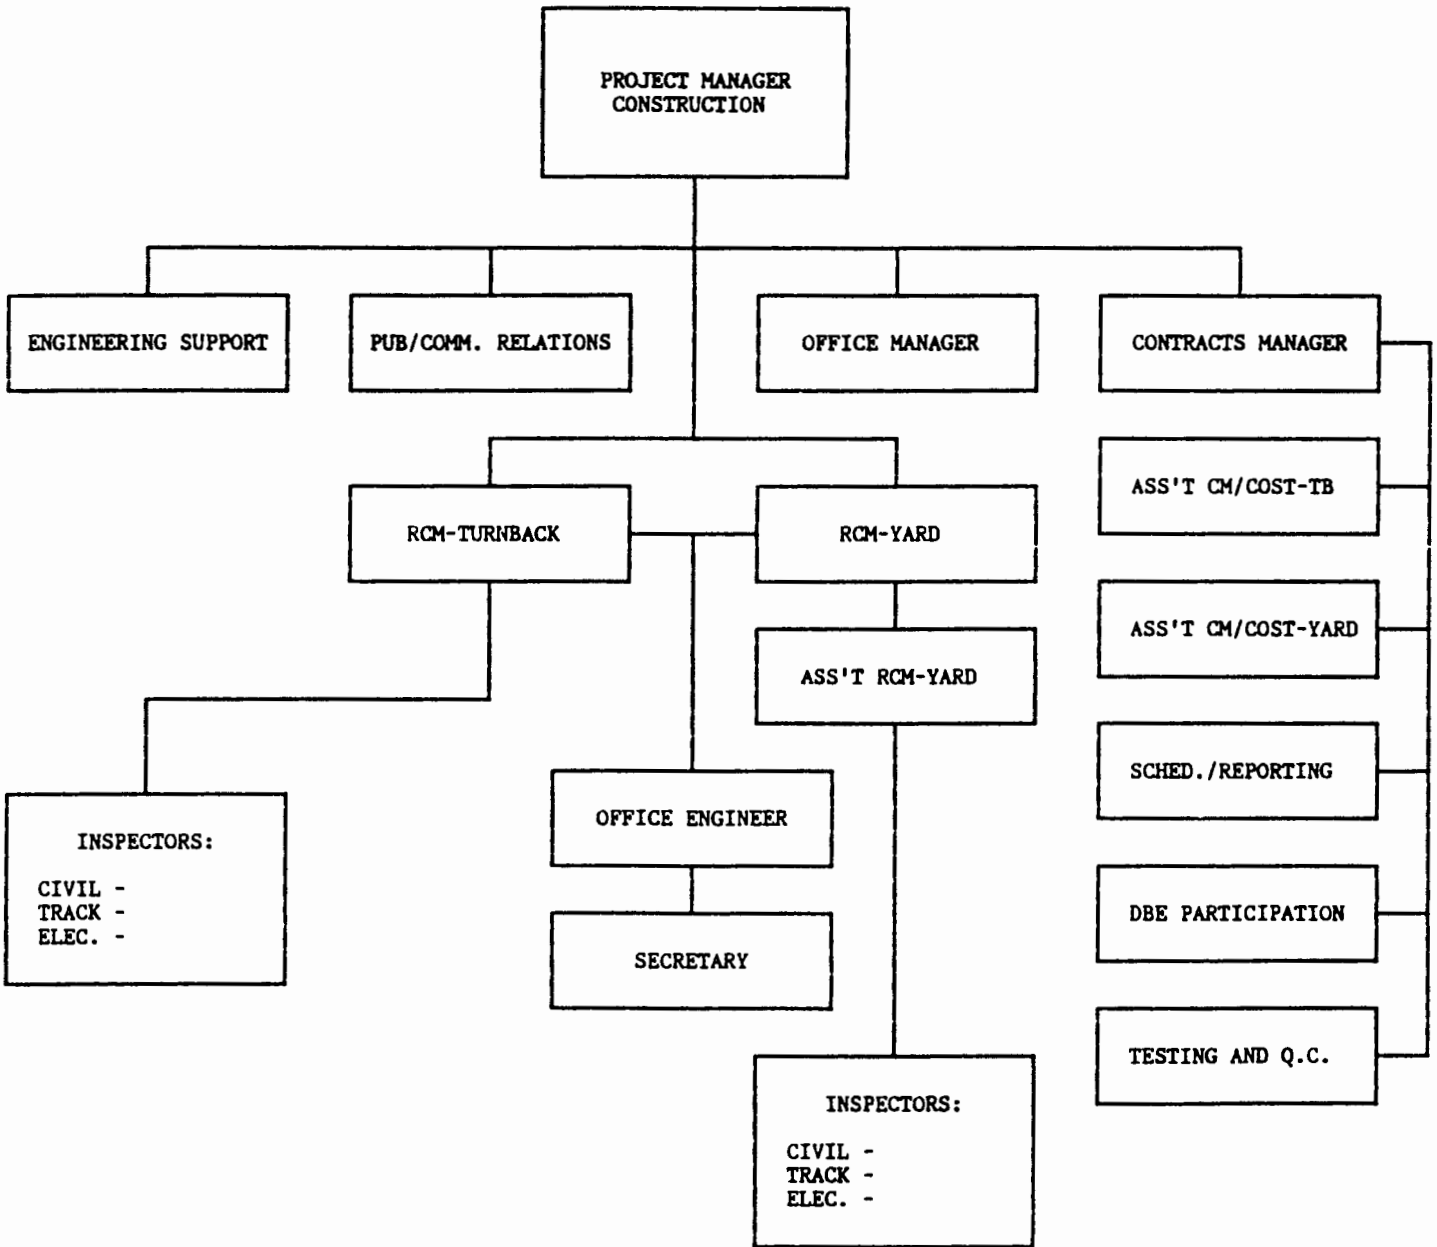 PROJECT MANAGER
CONSTRUCTION
ENGINEERING SUPPORT
PUB/COMM. RELATIONS
OFFICE MANAGER
CONTRACTS MANAGER
RCM-TURNBACK
RCM-YARD
ASS'T CM/COST-TB
ASS'T RCM-YARD
ASS'T CM/COST-YARD
SCHED./REPORTING
INSPECTORS:
CIVIL -
TRACK -
ELEC. -
OFFICE ENGINEER
SECRETARY
DBE PARTICIPATION
TESTING AND Q.C.
INSPECTORS:
CIVIL -
TRACK -
ELEC. -